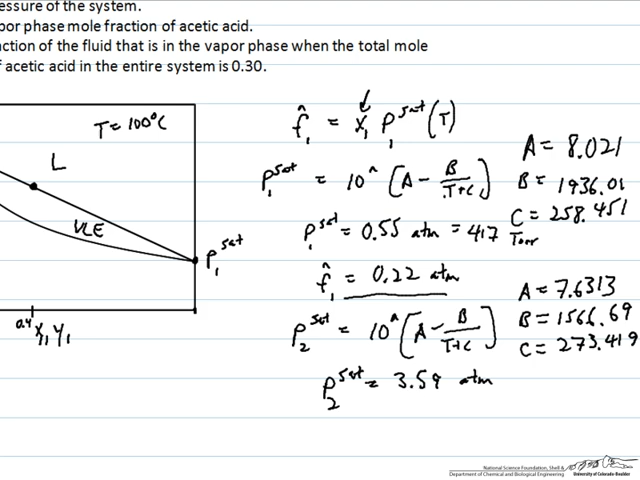 essure of the system.
por phase mole fraction of acetic acid.
action of the fluid that is in the vapor phase when the total mole
f acetic acid in the entire system is 0.30.
T = 100°C
L
VLE
P₁ˢᵃᵗ
0.4
X₁, Y₁
f̂₁ = X₁ P₁ˢᵃᵗ (T)
P₁ˢᵃᵗ = 10^(A - B/(T+C))
A = 8.021
B = 1936.01
C = 258.451
P₁ˢᵃᵗ = 0.55 atm = 417 Torr
f̂₁ = 0.22 atm
P₂ˢᵃᵗ = 10^(A - B/(T+C))
A = 7.6313
B = 1566.69
C = 273.419
P₂ˢᵃᵗ = 3.59 atm
National Science Foundation, Shell &
Department of Chemical and Biological Engineering
University of Colorado Boulder